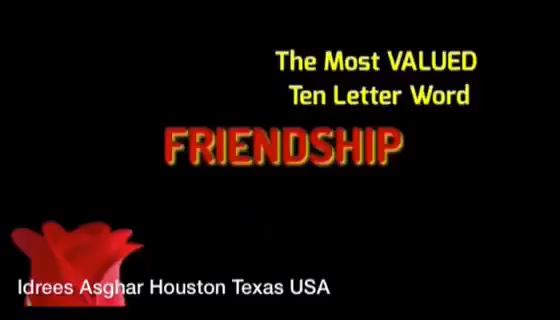 The Most VALUED
Ten Letter Word
FRIENDSHIP
Idrees Asghar Houston Texas USA